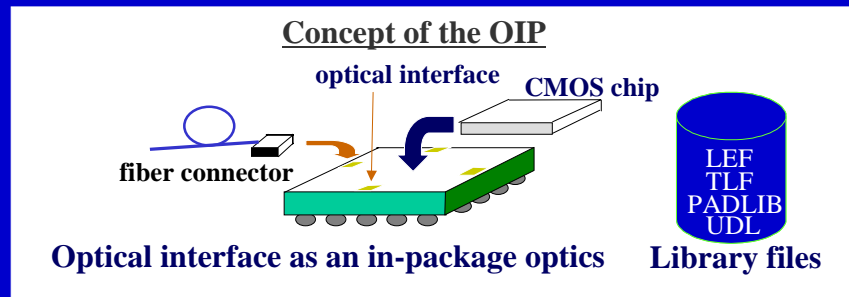 Concept of the OIP
optical interface
CMOS chip
fiber connector
LEF
TLF
PADLIB
UDL
Optical interface as an in-package optics
Library files